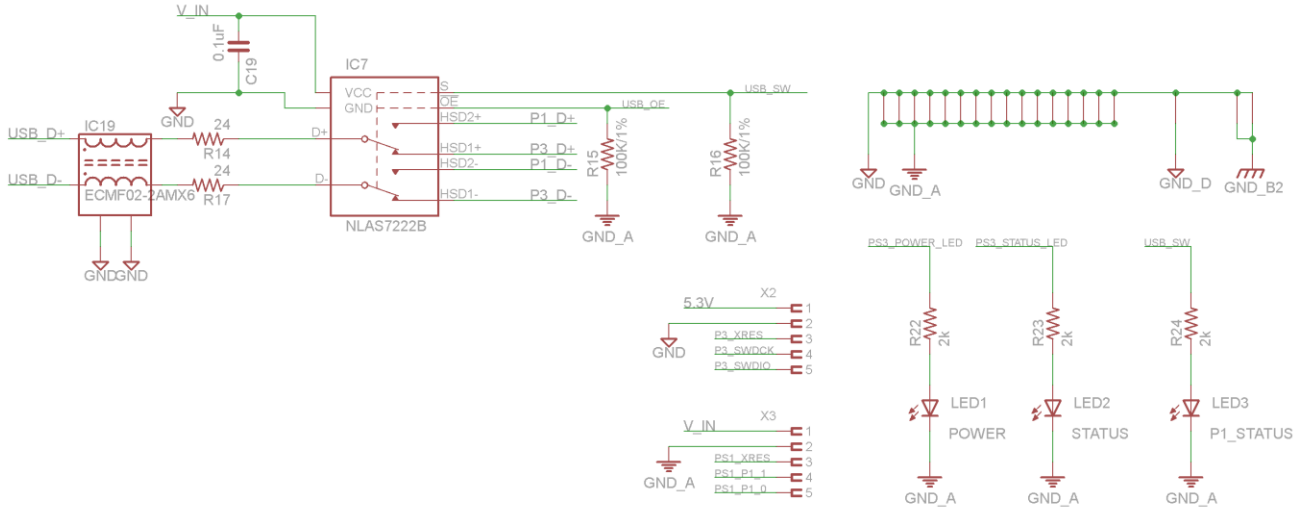 V_IN
0.1uF
C19
GND
IC7
VCC
GND
S
OE
HSD2+
HSD1+
HSD2-
HSD1-
D+
D-
NLAS7222B
USB_SW
USB_OE
P1_D+
P3_D+
P1_D-
P3_D-
USB_D+
USB_D-
IC19
ECMF02-2AMX6
24
R14
24
R17
GND
GND
R15
100K/1%
GND_A
R16
100K/1%
GND_A
GND
GND_A
GND_D
GND_B2
PS3_POWER_LED
PS3_STATUS_LED
USB_SW
R22
2k
R23
2k
R24
2k
LED1
POWER
LED2
STATUS
LED3
P1_STATUS
GND_A
GND_A
GND_A
X2
5.3V
1
2
GND
P3_XRES
3
P3_SWDCK
4
P3_SWDIO
5
X3
V_IN
1
2
GND_A
PS1_XRES
3
PS1_P1_1
4
PS1_P1_0
5